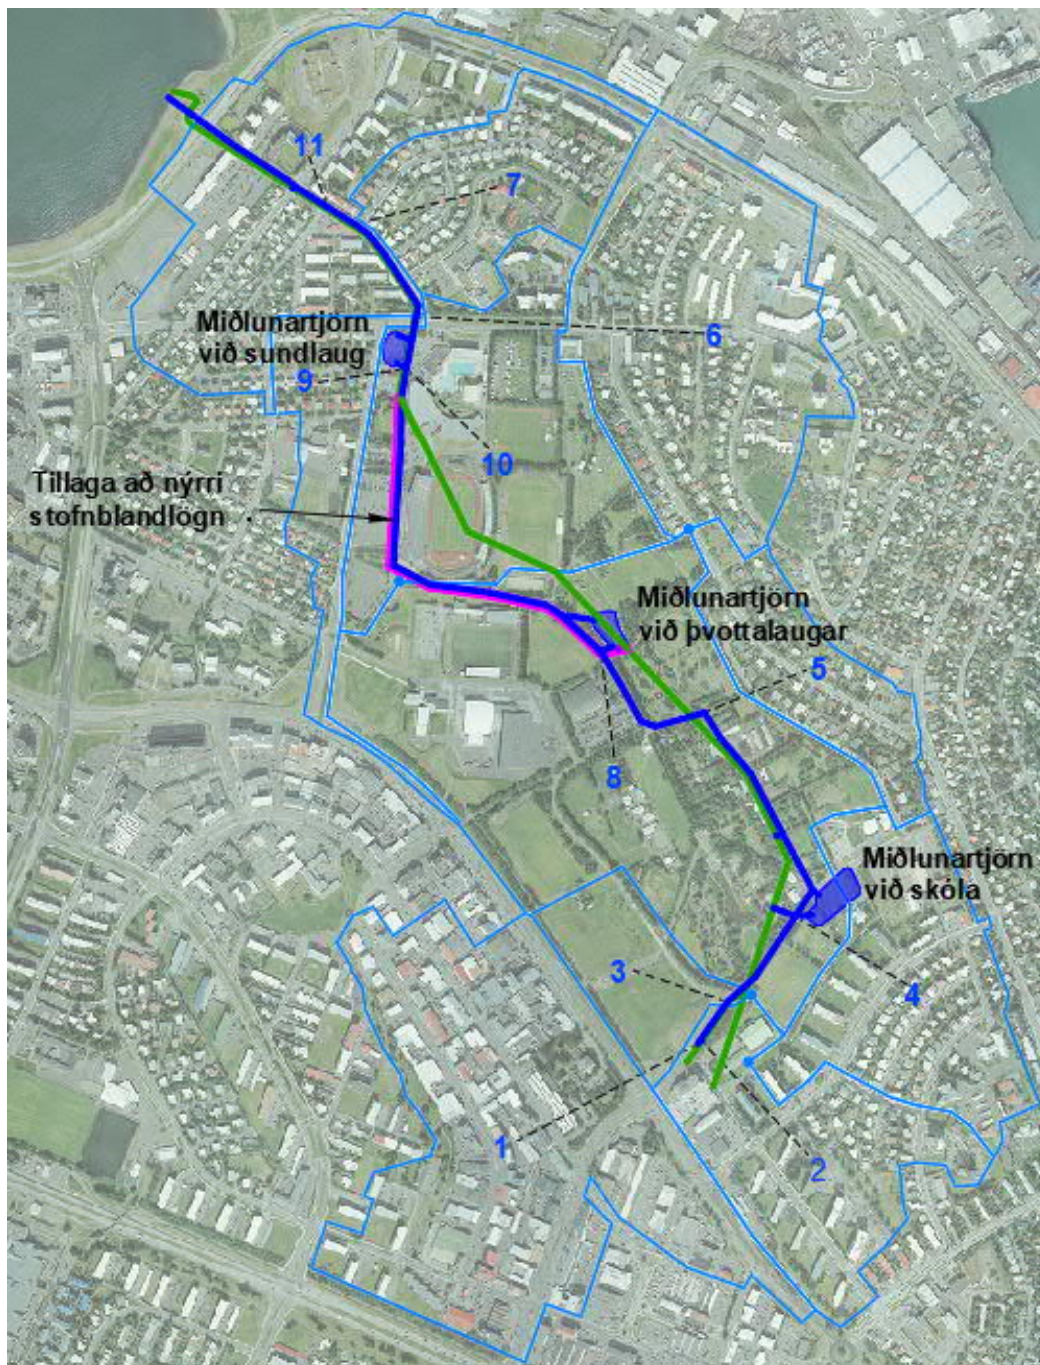 11
7
Miðlunartjörn
við sundlaug
6
9
10
Tillaga að nýrri
stofnblandlögn
Miðlunartjörn
við þvottalaugar
5
8
Miðlunartjörn
við skóla
3
4
1
2